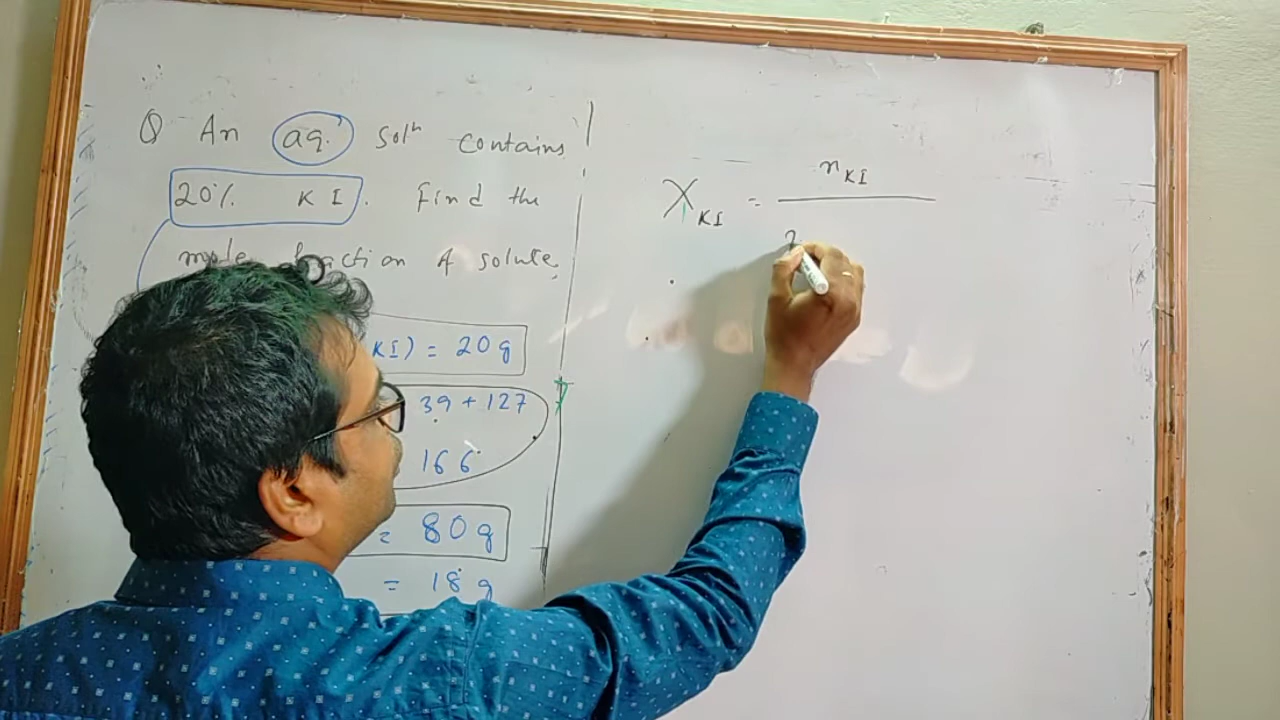 Q An aq. solⁿ contains
20% KI. Find the
mole fraction of solute.
KI) = 20g
39 + 127
166
= 80g
= 18g
X_KI = n_KI